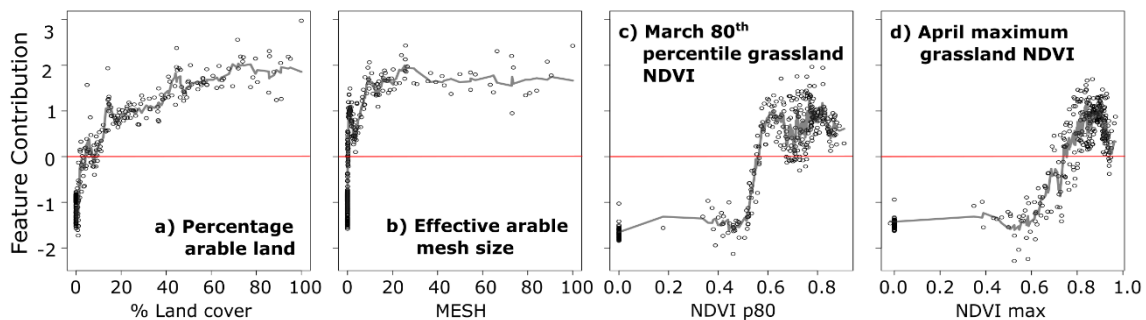 Feature Contribution
3
2
1
0
-1
-2
a) Percentage
arable land
0 20 40 60 80 100
% Land cover
b) Effective arable
mesh size
0 20 40 60 80 100
MESH
c) March 80th
percentile grassland
NDVI
0.0 0.2 0.4 0.6 0.8
NDVI p80
d) April maximum
grassland NDVI
0.0 0.2 0.4 0.6 0.8 1.0
NDVI max